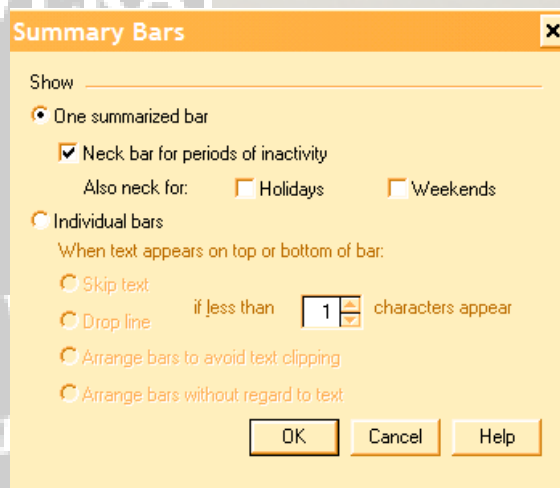 Summary Bars
Show
One summarized bar
Neck bar for periods of inactivity
Also neck for: Holidays Weekends
Individual bars
When text appears on top or bottom of bar:
Skip text
if less than 1 characters appear
Drop line
Arrange bars to avoid text clipping
Arrange bars without regard to text
OK Cancel Help